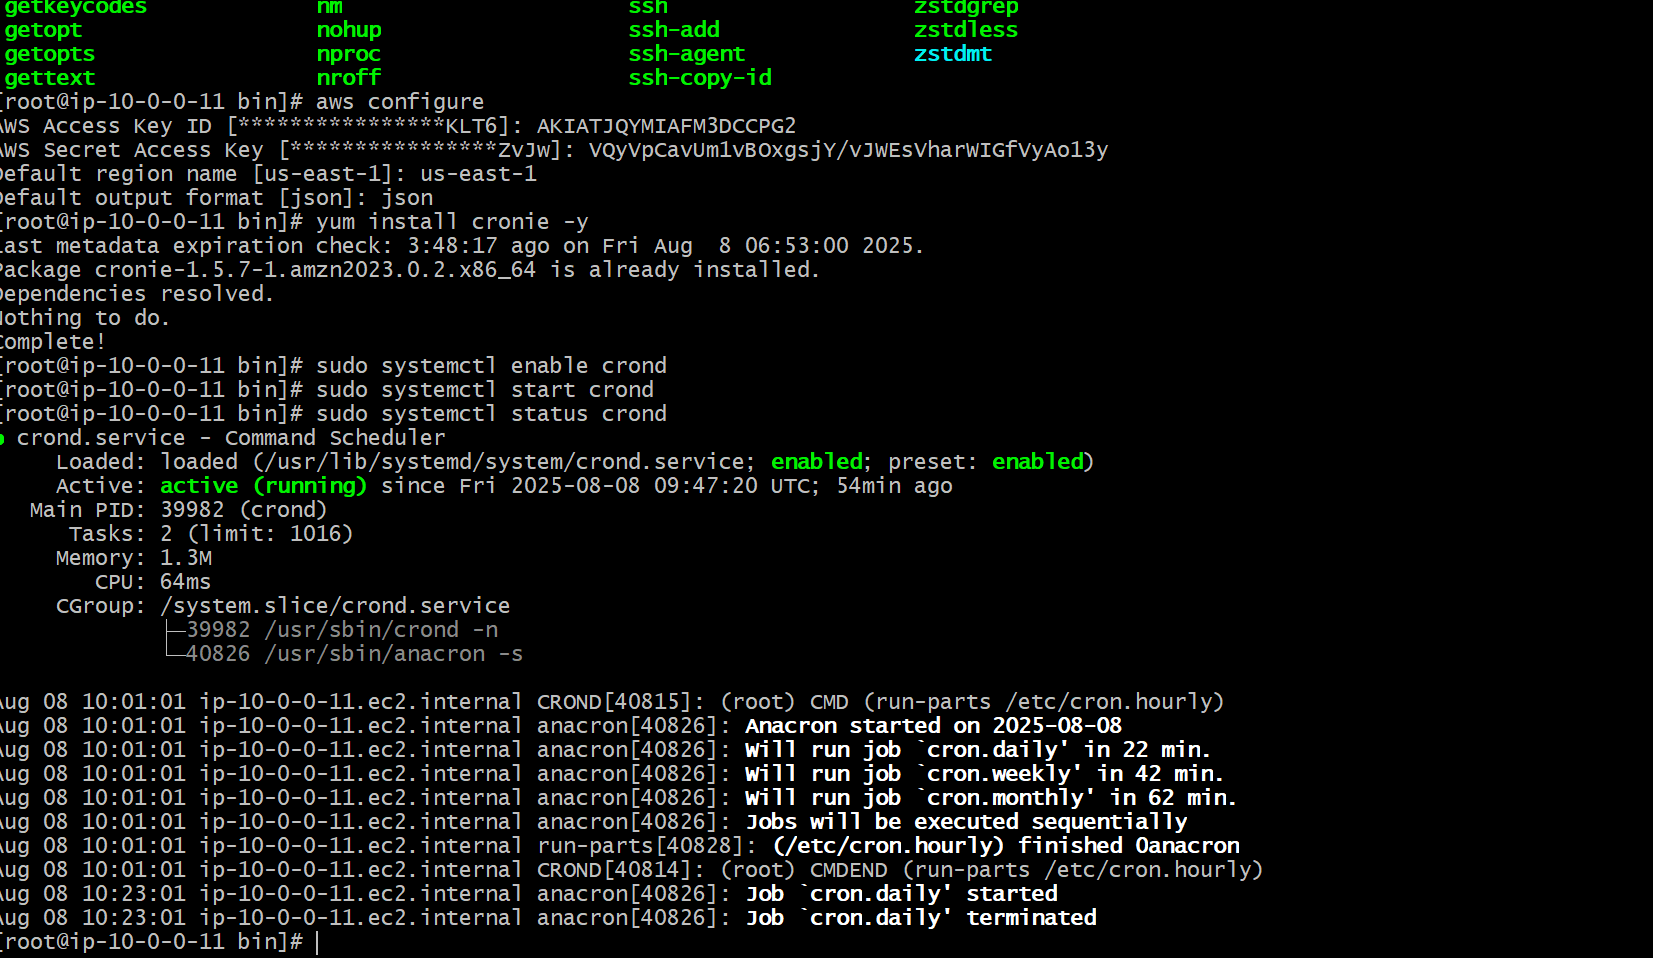 getkeycodes nm ssh zstdgrep
getopt nohup ssh-add zstdless
getopts nproc ssh-agent zstdmt
gettext nroff ssh-copy-id
[root@ip-10-0-0-11 bin]# aws configure
AWS Access Key ID [****************KLT6]: AKIATJQYMIAFM3DCCPG2
AWS Secret Access Key [****************ZvJw]: 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
Default region name [us-east-1]: us-east-1
Default output format [json]: json
[root@ip-10-0-0-11 bin]# yum install cronie -y
Last metadata expiration check: 3:48:17 ago on Fri Aug  8 06:53:00 2025.
Package cronie-1.5.7-1.amzn2023.0.2.x86_64 is already installed.
Dependencies resolved.
Nothing to do.
Complete!
[root@ip-10-0-0-11 bin]# sudo systemctl enable crond
[root@ip-10-0-0-11 bin]# sudo systemctl start crond
[root@ip-10-0-0-11 bin]# sudo systemctl status crond
● crond.service - Command Scheduler
Loaded: loaded (/usr/lib/systemd/system/crond.service; enabled; preset: enabled)
Active: active (running) since Fri 2025-08-08 09:47:20 UTC; 54min ago
Main PID: 39982 (crond)
Tasks: 2 (limit: 1016)
Memory: 1.3M
CPU: 64ms
CGroup: /system.slice/crond.service
├─39982 /usr/sbin/crond -n
└─40826 /usr/sbin/anacron -s
Aug 08 10:01:01 ip-10-0-0-11.ec2.internal CROND[40815]: (root) CMD (run-parts /etc/cron.hourly)
Aug 08 10:01:01 ip-10-0-0-11.ec2.internal anacron[40826]: Anacron started on 2025-08-08
Aug 08 10:01:01 ip-10-0-0-11.ec2.internal anacron[40826]: Will run job `cron.daily' in 22 min.
Aug 08 10:01:01 ip-10-0-0-11.ec2.internal anacron[40826]: Will run job `cron.weekly' in 42 min.
Aug 08 10:01:01 ip-10-0-0-11.ec2.internal anacron[40826]: Will run job `cron.monthly' in 62 min.
Aug 08 10:01:01 ip-10-0-0-11.ec2.internal anacron[40826]: Jobs will be executed sequentially
Aug 08 10:01:01 ip-10-0-0-11.ec2.internal run-parts[40828]: (/etc/cron.hourly) finished 0anacron
Aug 08 10:01:01 ip-10-0-0-11.ec2.internal CROND[40814]: (root) CMDEND (run-parts /etc/cron.hourly)
Aug 08 10:23:01 ip-10-0-0-11.ec2.internal anacron[40826]: Job `cron.daily' started
Aug 08 10:23:01 ip-10-0-0-11.ec2.internal anacron[40826]: Job `cron.daily' terminated
[root@ip-10-0-0-11 bin]#